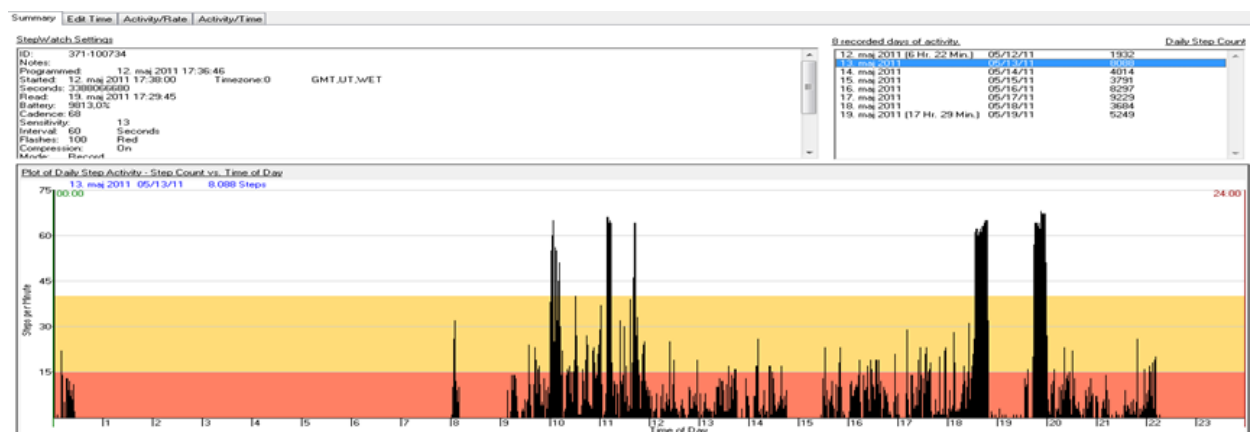 Summary Edit Time Activity/Rate Activity/Time
StepWatch Settings
ID: 371-100734
Notes:
Programmed: 12. maj 2011 17:36:46
Started: 12. maj 2011 17:38:00 Timezone:0 GMT,UT,WET
Seconds: 3388066680
Read: 19. maj 2011 17:29:45
Battery: 9813,0%
Cadence: 68
Sensitivity: 13
Interval: 60 Seconds
Flashes: 100 Red
Compression: On
Mode: Record
8 recorded days of activity. Daily Step Count
12. maj 2011 (6 Hr. 22 Min.) 05/12/11 1932
13. maj 2011 05/13/11 8088
14. maj 2011 05/14/11 4814
15. maj 2011 05/15/11 3791
16. maj 2011 05/16/11 8297
17. maj 2011 05/17/11 9229
18. maj 2011 05/18/11 3684
19. maj 2011 (17 Hr. 29 Min.) 05/19/11 5249
Plot of Daily Step Activity - Step Count vs. Time of Day
13. maj 2011 05/13/11 8.088 Steps
75 00:00 24:00
60
45
30
15
Steps per Minute
1 2 3 4 5 6 7 8 9 10 11 12 13 14 15 16 17 18 19 20 21 22 23
Time of Day